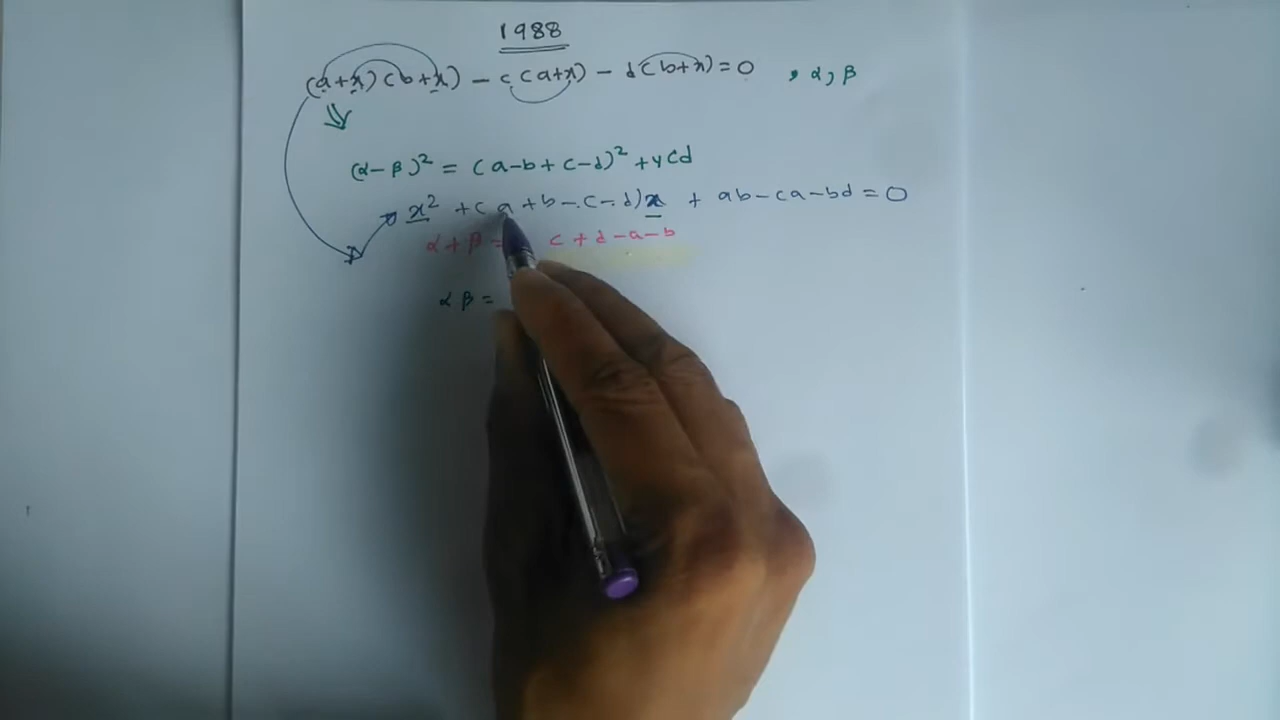 1988
(a+x)(b+x) - c(a+x) - d(b+x) = 0 , α, β
(α-β)² = (a-b+c-d)² + 4cd
x² + (a+b-c-d)x + ab-ca-bd = 0
α+β = c+d-a-b
αβ =